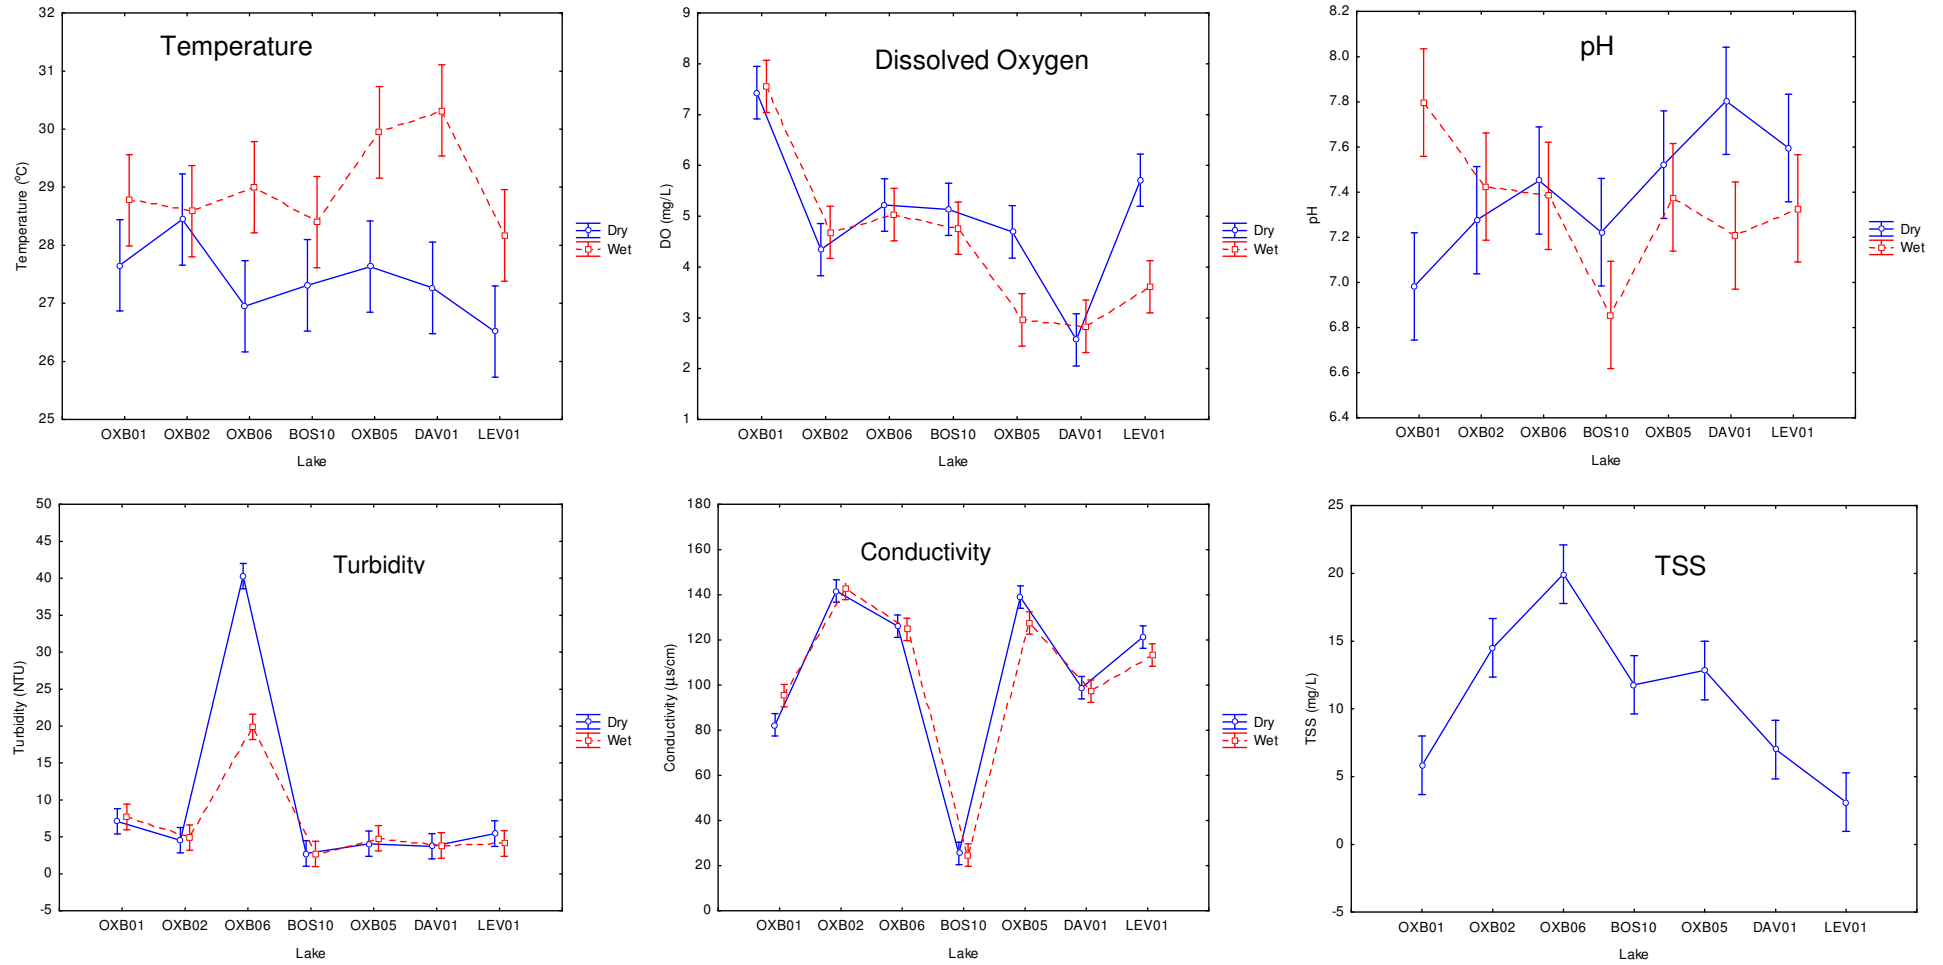 Temperature
32
31
30
29
28
27
26
25
Temperature (°C)
OXB01 OXB02 OXB06 BOS10 OXB05 DAV01 LEV01
Lake
Dry
Wet
Dissolved Oxygen
9
8
7
6
5
4
3
2
1
DO (mg/L)
OXB01 OXB02 OXB06 BOS10 OXB05 DAV01 LEV01
Lake
Dry
Wet
pH
8.2
8.0
7.8
7.6
7.4
7.2
7.0
6.8
6.6
6.4
pH
OXB01 OXB02 OXB06 BOS10 OXB05 DAV01 LEV01
Lake
Dry
Wet
Turbidity
50
45
40
35
30
25
20
15
10
5
0
-5
Turbidity (NTU)
OXB01 OXB02 OXB06 BOS10 OXB05 DAV01 LEV01
Lake
Dry
Wet
Conductivity
180
160
140
120
100
80
60
40
20
0
Conductivity (µs/cm)
OXB01 OXB02 OXB06 BOS10 OXB05 DAV01 LEV01
Lake
Dry
Wet
TSS
25
20
15
10
5
0
-5
TSS (mg/L)
OXB01 OXB02 OXB06 BOS10 OXB05 DAV01 LEV01
Lake